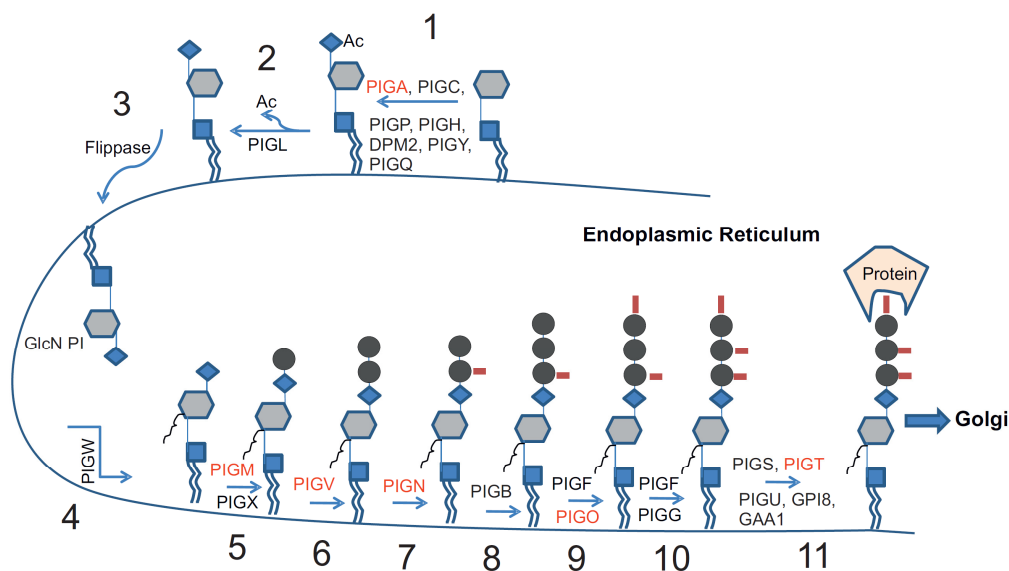 1
Ac
2
PIGA, PIGC,
3
Ac
PIGP, PIGH,
DPM2, PIGY,
PIGQ
PIGL
Flippase
Endoplasmic Reticulum
Protein
GlcN PI
Golgi
PIGW
PIGM
PIGX
PIGV
PIGN
PIGB
PIGF
PIGO
PIGF
PIGG
PIGS, PIGT
PIGU, GPI8,
GAA1
4
5
6
7
8
9
10
11